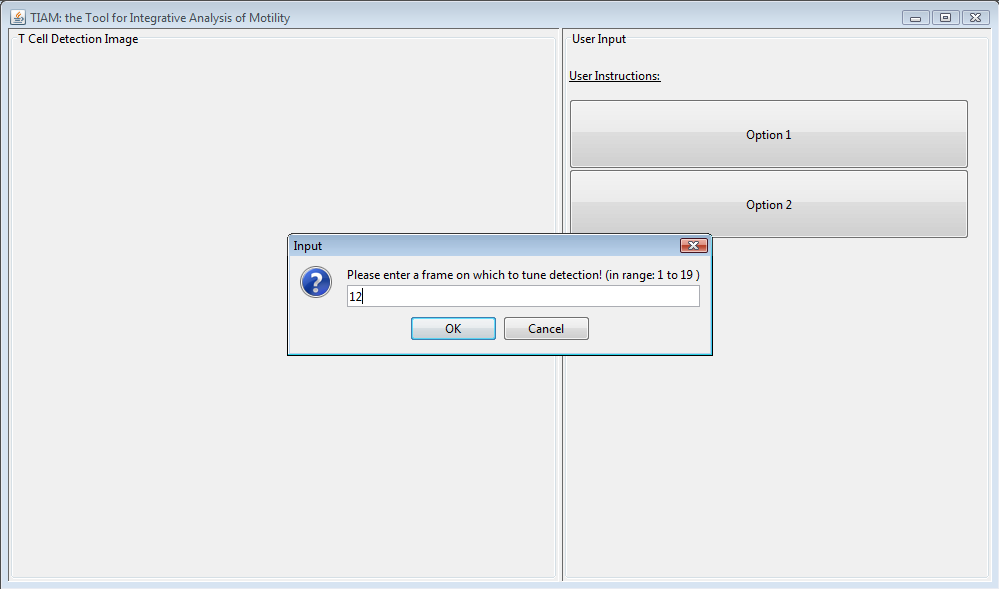 TIAM: the Tool for Integrative Analysis of Motility
T Cell Detection Image
User Input
User Instructions:
Option 1
Option 2
Input
Please enter a frame on which to tune detection! (in range: 1 to 19 )
12
OK
Cancel